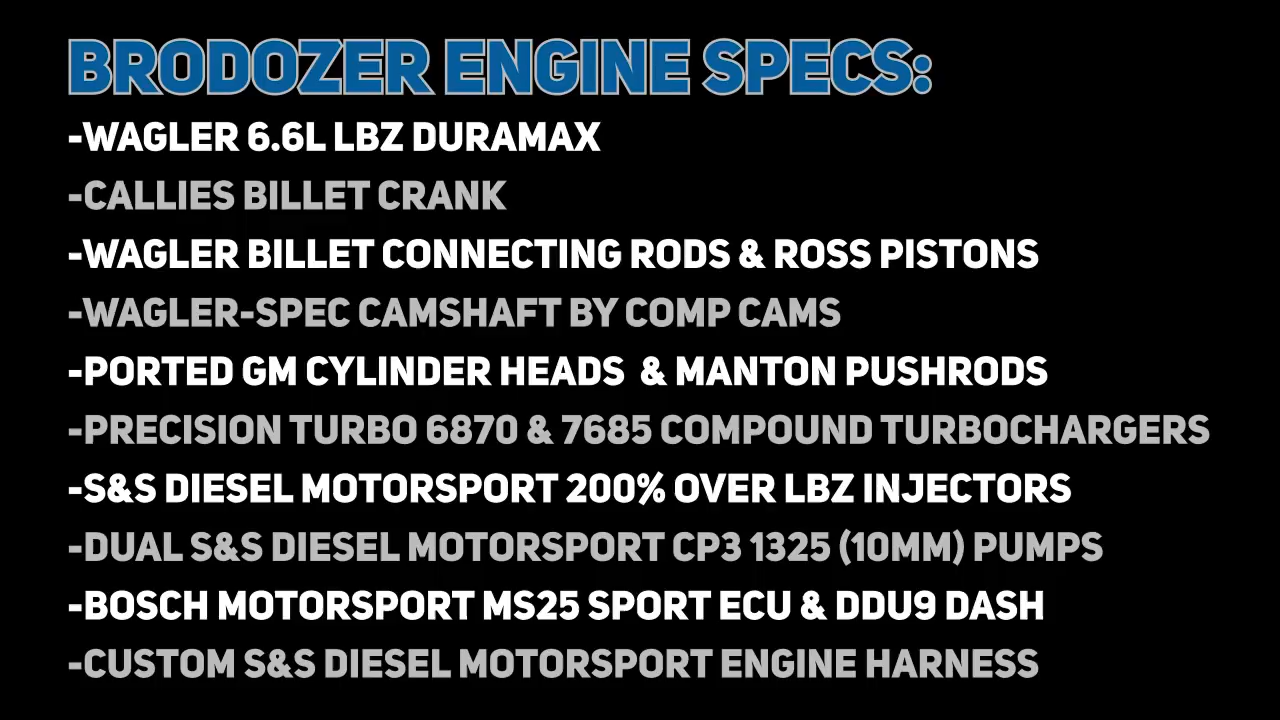 BRODOZER ENGINE SPECS:
-WAGLER 6.6L LBZ DURAMAX
-CALLIES BILLET CRANK
-WAGLER BILLET CONNECTING RODS & ROSS PISTONS
-WAGLER-SPEC CAMSHAFT BY COMP CAMS
-PORTED GM CYLINDER HEADS & MANTON PUSHRODS
-PRECISION TURBO 6870 & 7685 COMPOUND TURBOCHARGERS
-S&S DIESEL MOTORSPORT 200% OVER LBZ INJECTORS
-DUAL S&S DIESEL MOTORSPORT CP3 1325 (10MM) PUMPS
-BOSCH MOTORSPORT MS25 SPORT ECU & DDU9 DASH
-CUSTOM S&S DIESEL MOTORSPORT ENGINE HARNESS